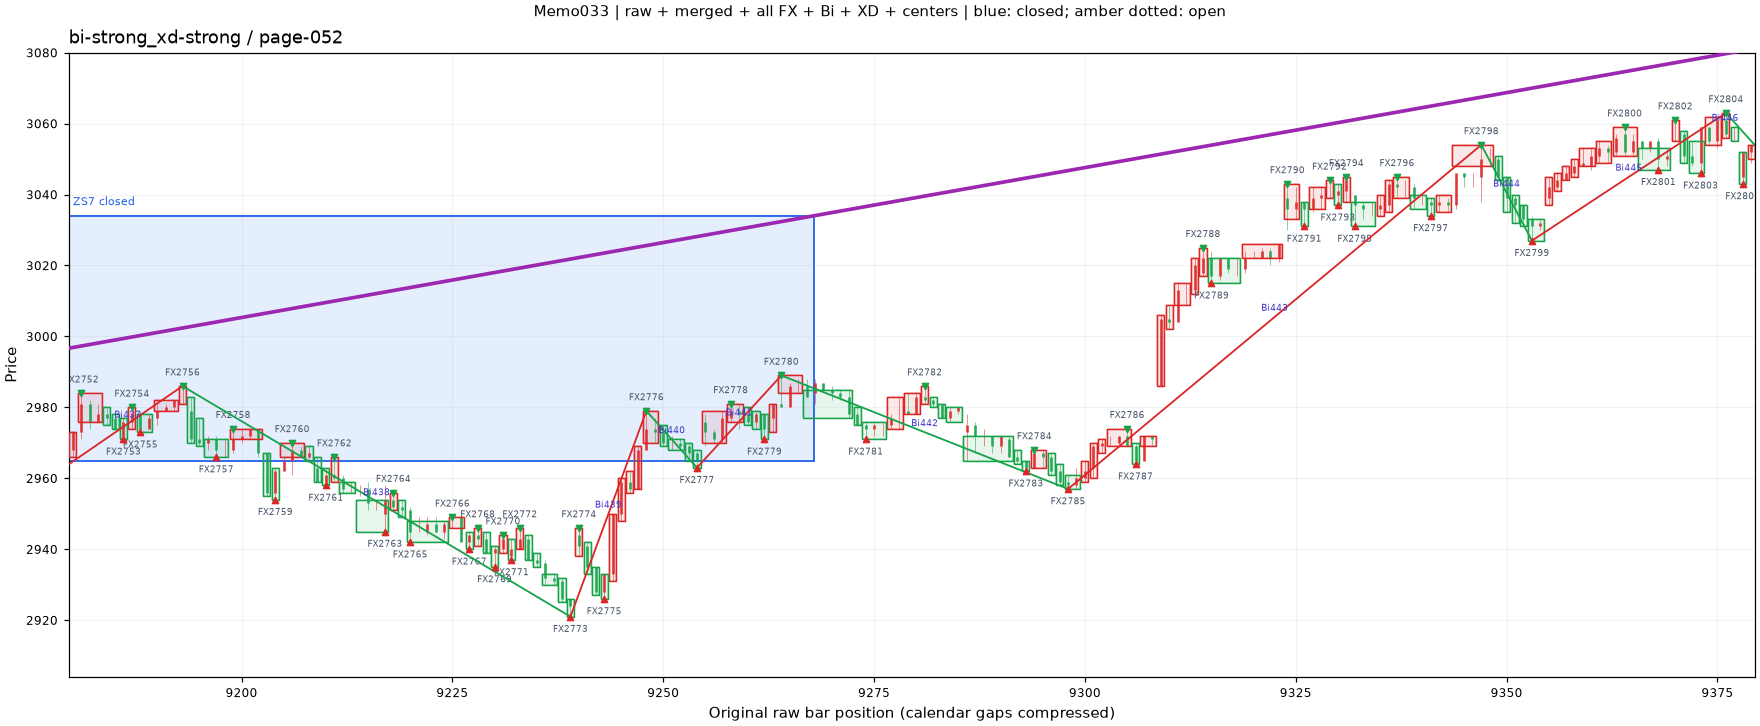 Memo033 | raw + merged + all FX + Bi + XD + centers | blue: closed; amber dotted: open
bi-strong_xd-strong / page-052
3080
3060
3040
3020
3000
2980
2960
2940
2920
Price
ZS7 closed
FX2754
FX2753
FX2756
FX2757
FX2758
FX2759
FX2760
FX2761
FX2762
FX2763
FX2764
Bi438
FX2765
FX2766
FX2767
FX2768
FX2770
FX2771
FX2772
FX2773
FX2774
FX2775
Bi439
FX2776
Bi440
FX2777
FX2778
FX2779
FX2780
FX2781
FX2782
Bi442
FX2783
FX2784
FX2785
FX2786
FX2787
FX2788
FX2789
Bi443
FX2790
FX2791
FX2792
FX2793
FX2794
FX2795
FX2796
FX2797
FX2798
Bi444
FX2799
FX2800
Bi445
FX2801
FX2802
FX2803
FX2804
Bi446
FX280
9200
9225
9250
9275
9300
9325
9350
9375
Original raw bar position (calendar gaps compressed)